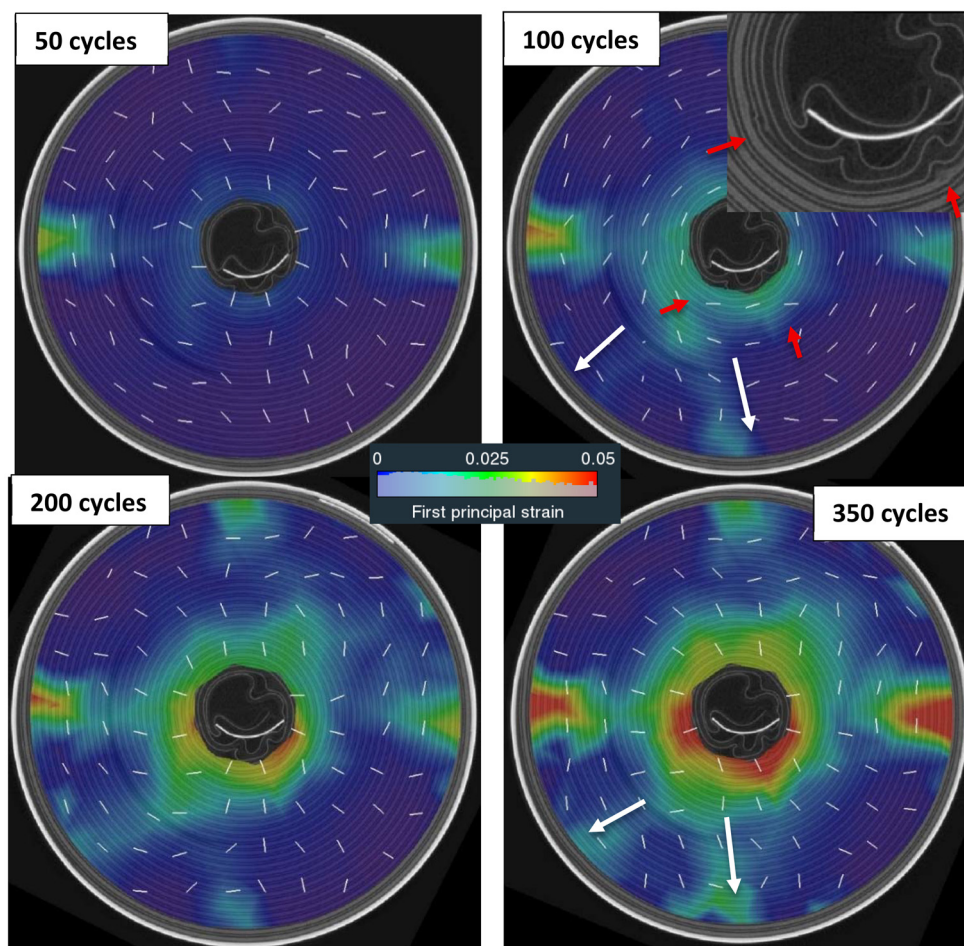 50 cycles
100 cycles
0 0.025 0.05
First principal strain
200 cycles
350 cycles